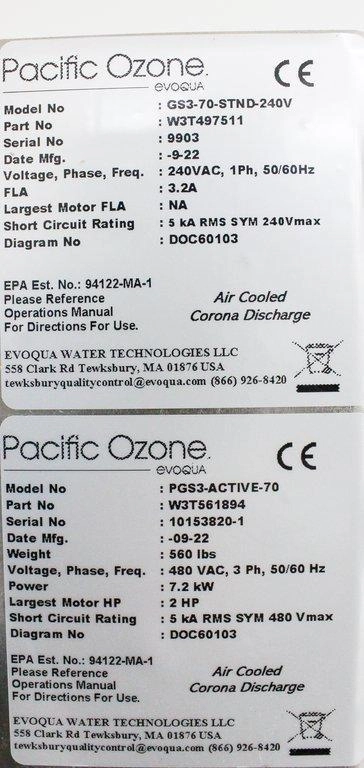 Pacific Ozone.
evoqua
CE
Model No : GS3-70-STND-240V
Part No : W3T497511
Serial No : 9903
Date Mfg. : -9-22
Voltage, Phase, Freq. : 240VAC, 1Ph, 50/60Hz
FLA : 3.2A
Largest Motor FLA : NA
Short Circuit Rating : 5 kA RMS SYM 240Vmax
Diagram No : DOC60103
EPA Est. No.: 94122-MA-1
Please Reference
Operations Manual
For Directions For Use.
Air Cooled
Corona Discharge
EVOQUA WATER TECHNOLOGIES LLC
558 Clark Rd Tewksbury, MA 01876 USA
tewksburyqualitycontrol@evoqua.com (866) 926-8420
Pacific Ozone.
evoqua
CE
Model No : PGS3-ACTIVE-70
Part No : W3T561894
Serial No : 10153820-1
Date Mfg. : -09-22
Weight : 560 lbs
Voltage, Phase, Freq. : 480 VAC, 3 Ph, 50/60 Hz
Power : 7.2 kW
Largest Motor HP : 2 HP
Short Circuit Rating : 5 kA RMS SYM 480 Vmax
Diagram No : DOC60103
EPA Est. No.: 94122-MA-1
Please Reference
Operations Manual
For Directions For Use.
Air Cooled
Corona Discharge
EVOQUA WATER TECHNOLOGIES LLC
558 Clark Rd Tewksbury, MA 01876 USA
tewksburyqualitycontrol@evoqua.com (866) 926-8420